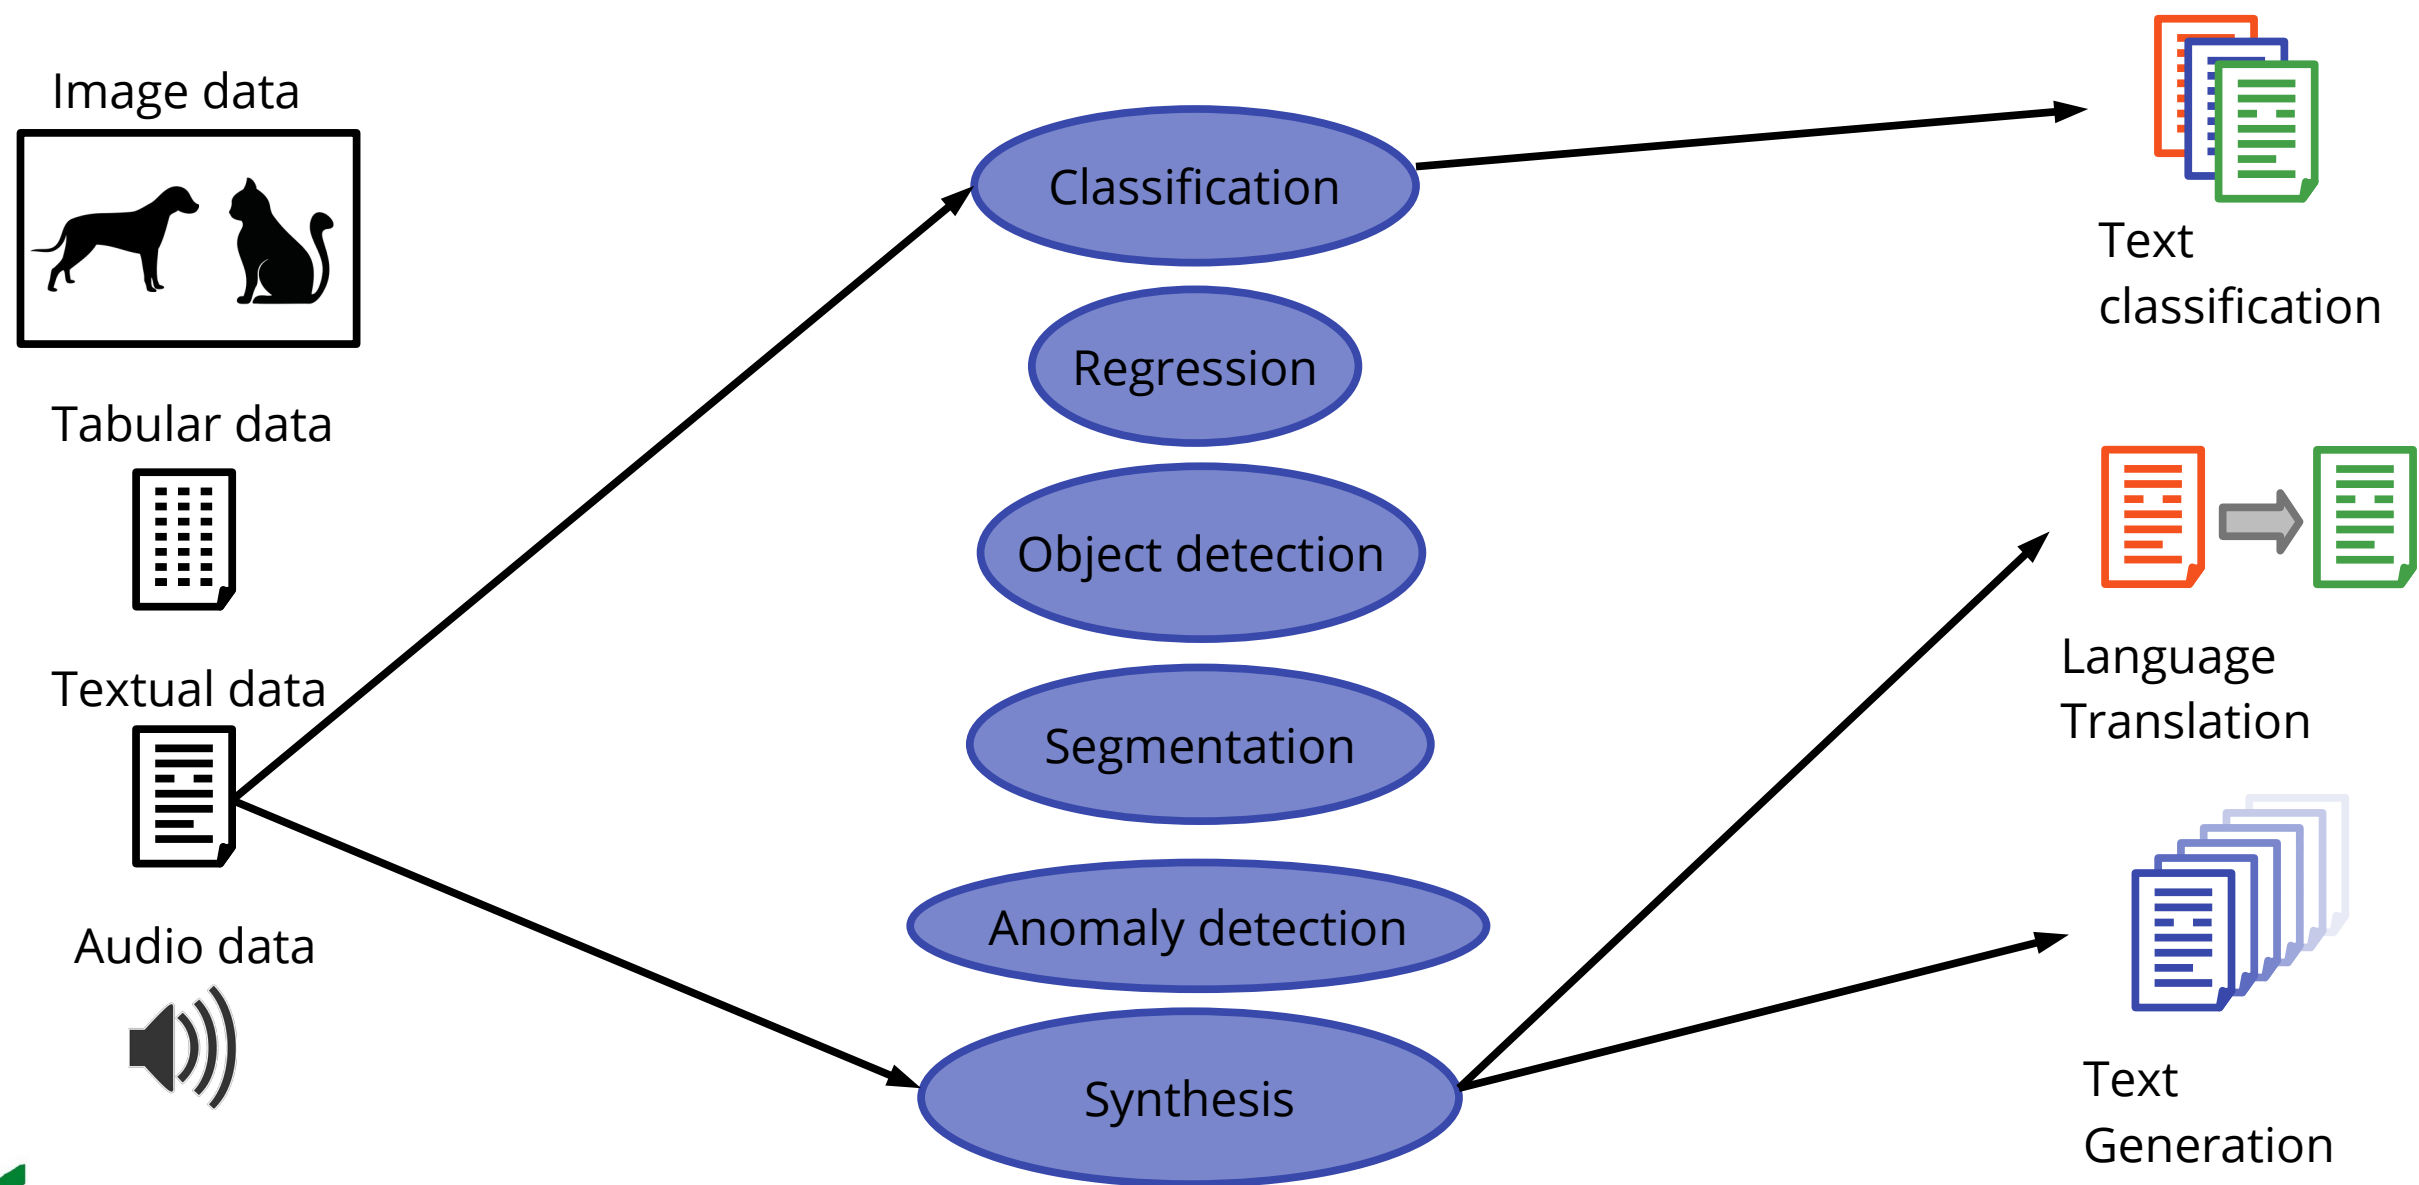 Image data
Tabular data
Textual data
Audio data
Classification
Regression
Object detection
Segmentation
Anomaly detection
Synthesis
Text
classification
Language
Translation
Text
Generation